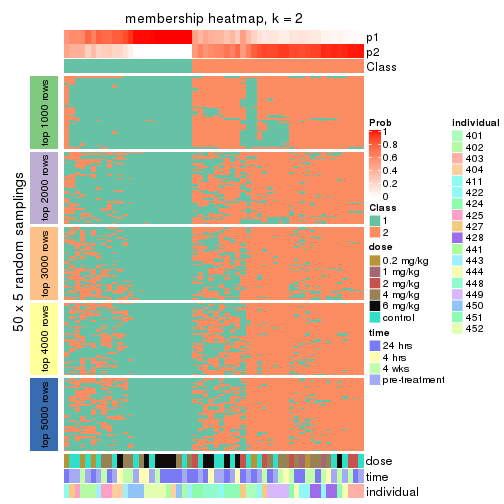 membership heatmap, k = 2
p1
p2
Class
50 x 5 random samplings
top 1000 rows
top 2000 rows
top 3000 rows
top 4000 rows
top 5000 rows
dose
time
individual
Prob
1
0.8
0.6
0.4
0.2
0
Class
1
2
dose
0.2 mg/kg
1 mg/kg
2 mg/kg
4 mg/kg
6 mg/kg
control
time
24 hrs
4 hrs
4 wks
pre-treatment
individual
401
402
403
404
411
422
424
425
427
428
441
443
444
448
449
450
451
452